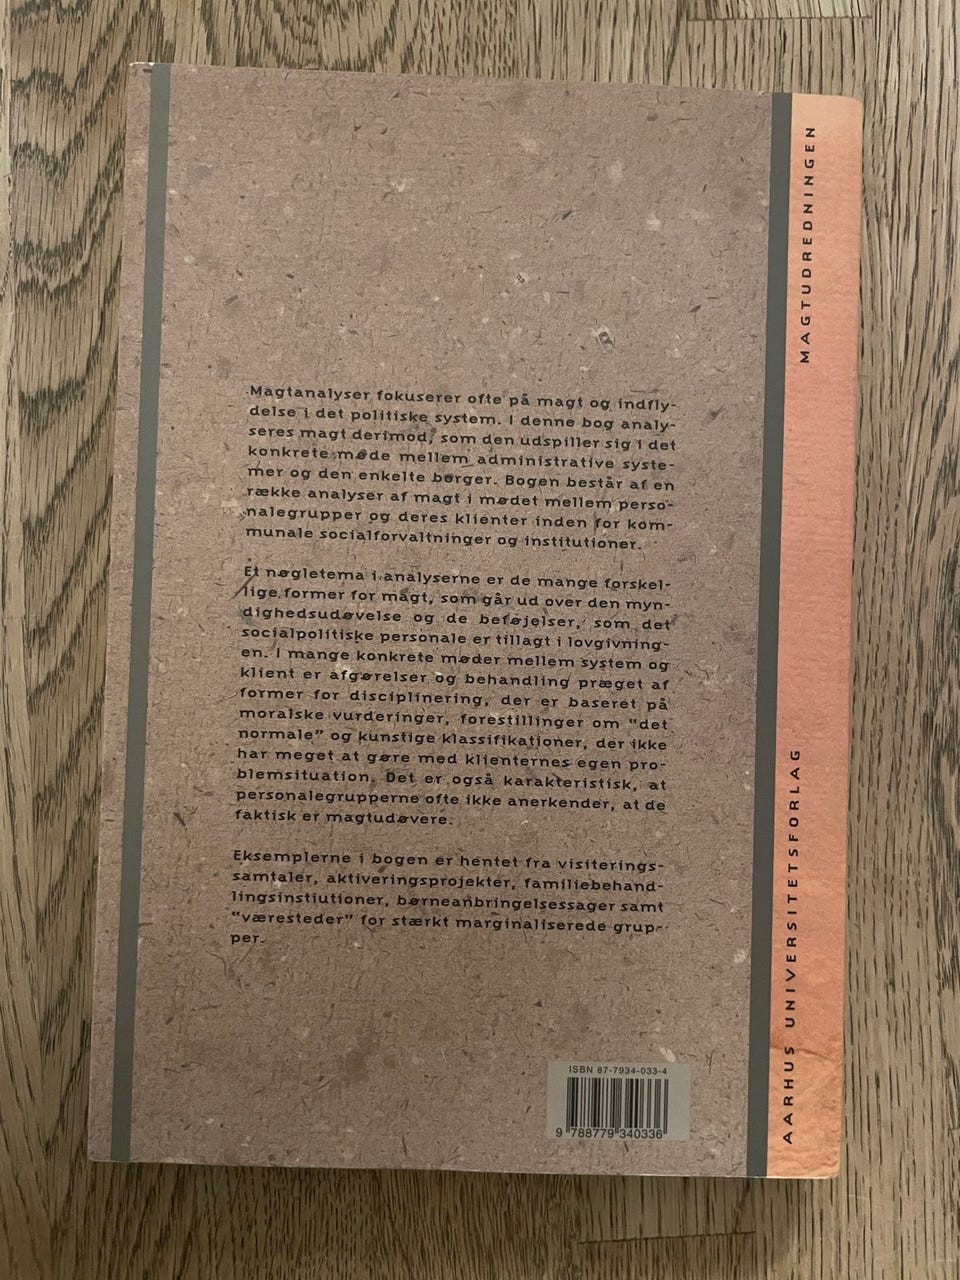 Magtanalyser fokuserer ofte på magt og indfly-
delse i det politiske system. I denne bog analy-
seres magt derimod, som den udspiller sig i det
konkrete møde mellem administrative syste-
mer og den enkelte borger. Bogen består af en
række analyser af magt i mødet mellem perso-
nalegrupper og deres klienter inden for kom-
munale socialforvaltninger og institutioner.
Et nøgletema i analyserne er de mange forskel-
lige former for magt, som går ud over den myn-
dighedsudøvelse og de beføjelser, som det
socialpolitiske personale er tillagt i lovgivning-
en. I mange konkrete møder mellem system og
klient er afgørelser og behandling præget af
former for disciplinering, der er baseret på
moralske vurderinger, forestillinger om "det
normale" og kunstige klassifikationer, der ikke
har meget at gøre med klienternes egen pro-
blemsituation. Det er også karakteristisk, at
personalegrupperne ofte ikke anerkender, at de
faktisk er magtudøvere.
Eksemplerne i bogen er hentet fra visiterings-
samtaler, aktiveringsprojekter, familiebehand-
lingsinstiutioner, børneanbringelsessager samt
"væresteder" for stærkt marginaliserede grup-
per.
ISBN 87-7934-033-4
9 788779 340336
MAGTUDREDNINGEN
AARHUS UNIVERSITETSFORLAG